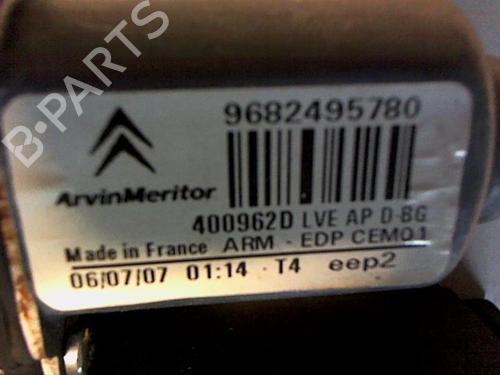 B-PARTS
9682495780
ArvinMeritor
400962D LVE AP D-BG
Made in France ARM - EDP CEM01
06/07/07 01:14 - T4 eep2